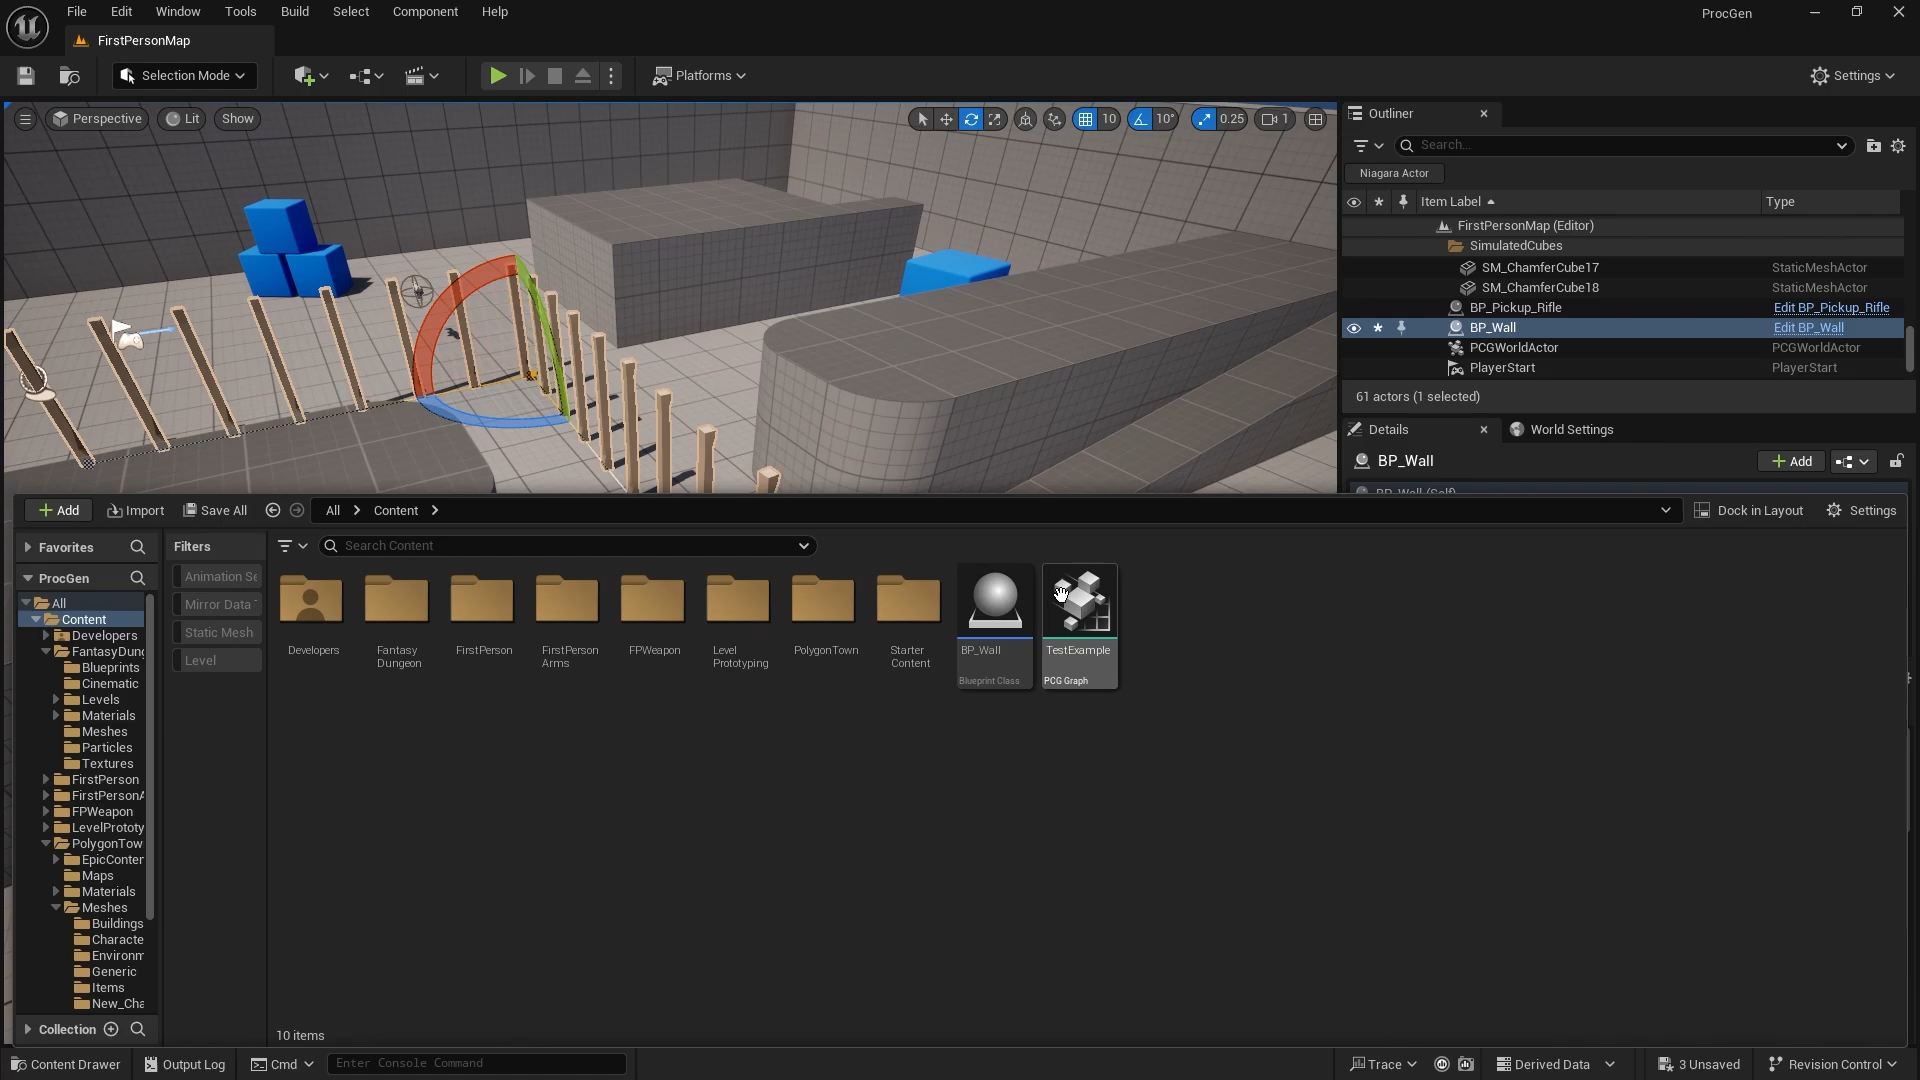 File Edit Window Tools Build Select Component Help
ProcGen
FirstPersonMap
Selection Mode
Platforms
Settings
Perspective Lit Show
10 10° 0.25 1
Outliner
Search...
Niagara Actor
Item Label Type
FirstPersonMap (Editor)
SimulatedCubes
SM_ChamferCube17 StaticMeshActor
SM_ChamferCube18 StaticMeshActor
BP_Pickup_Rifle Edit BP_Pickup_Rifle
BP_Wall Edit BP_Wall
PCGWorldActor PCGWorldActor
PlayerStart PlayerStart
61 actors (1 selected)
Details World Settings
BP_Wall Add
BP_Wall (Self)
Add Import Save All All Content Dock in Layout Settings
Favorites
ProcGen
All
Content
Developers
FantasyDun
Blueprints
Cinematic
Levels
Materials
Meshes
Particles
Textures
FirstPerson
FirstPersonA
FPWeapon
LevelPrototy
PolygonTow
EpicConter
Maps
Materials
Meshes
Buildings
Characte
Environm
Generic
Items
New_Cha
Collection
Filters
Animation Se
Mirror Data T
Static Mesh
Level
Search Content
Developers
Fantasy
Dungeon
FirstPerson
FirstPerson
Arms
FPWeapon
Level
Prototyping
PolygonTown
Starter
Content
BP_Wall
Blueprint Class
TestExample
PCG Graph
10 items
Content Drawer Output Log Cmd Enter Console Command Trace Derived Data 3 Unsaved Revision Control